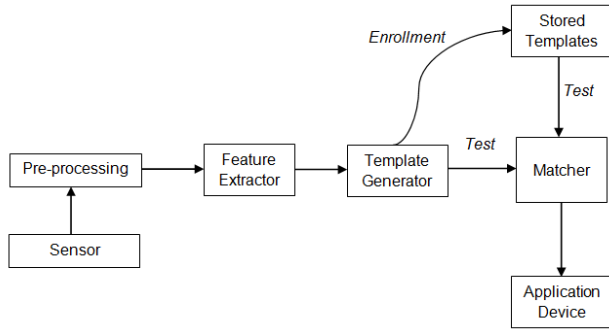 Stored
Templates
Enrollment
Test
Pre-processing
Feature
Extractor
Template
Generator
Test
Matcher
Sensor
Application
Device